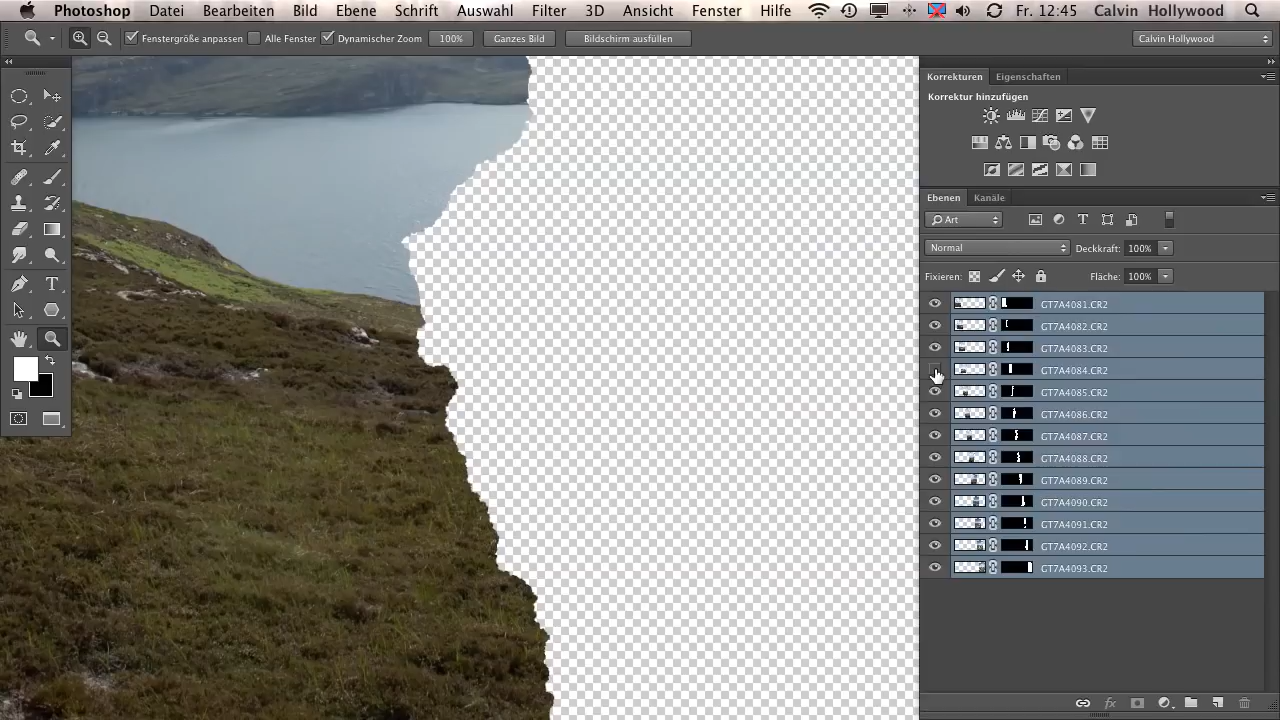 Photoshop Datei Bearbeiten Bild Ebene Schrift Auswahl Filter 3D Ansicht Fenster Hilfe Fr. 12:45 Calvin Hollywood
Fenstergröße anpassen Alle Fenster Dynamischer Zoom 100% Ganzes Bild Bildschirm ausfüllen Calvin Hollywood
Korrekturen Eigenschaften
Korrektur hinzufügen
Ebenen Kanäle
Art T
Normal Deckkraft: 100%
Fixieren: Fläche: 100%
GT7A4081.CR2
GT7A4082.CR2
GT7A4083.CR2
GT7A4084.CR2
GT7A4085.CR2
GT7A4086.CR2
GT7A4087.CR2
GT7A4088.CR2
GT7A4089.CR2
GT7A4090.CR2
GT7A4091.CR2
GT7A4092.CR2
GT7A4093.CR2
T
fx